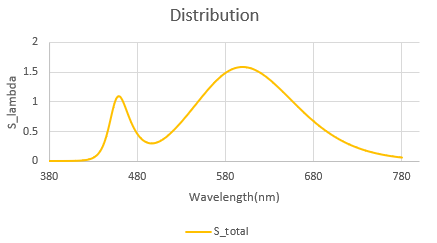 Distribution
2
1.5
1
0.5
0
S_lambda
380 480 580 680 780
Wavelength(nm)
S_total